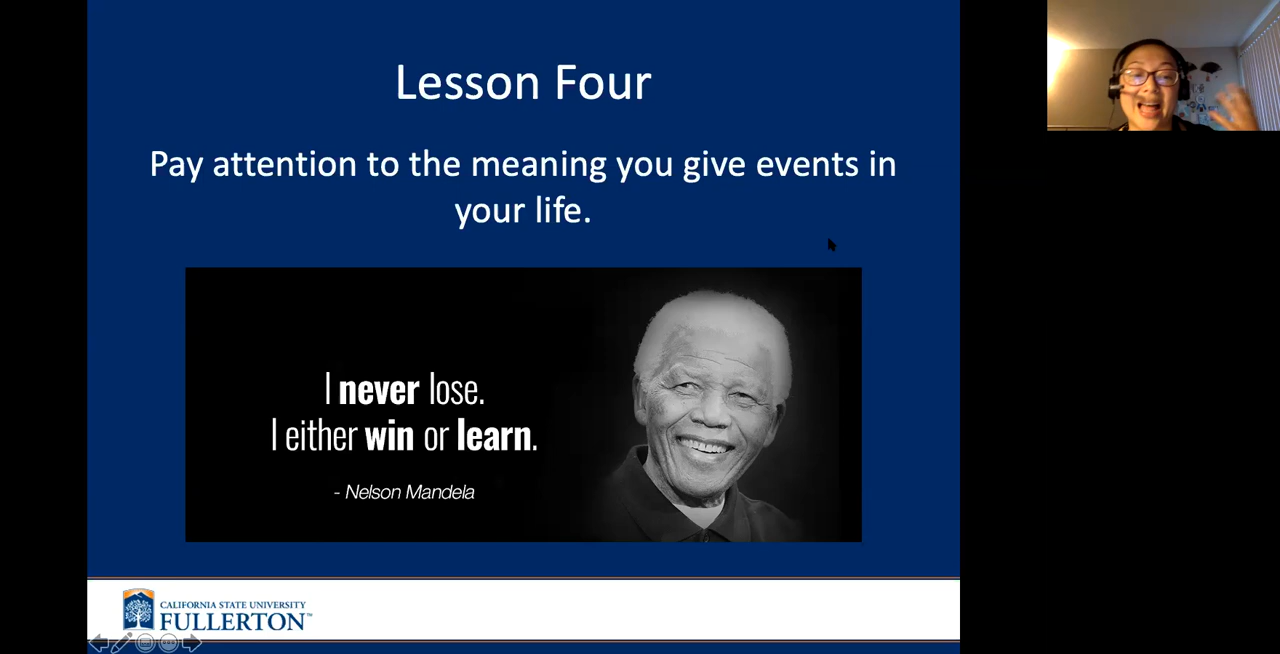 Lesson Four
Pay attention to the meaning you give events in
your life.
I never lose.
I either win or learn.
- Nelson Mandela
CALIFORNIA STATE UNIVERSITY
FULLERTON™